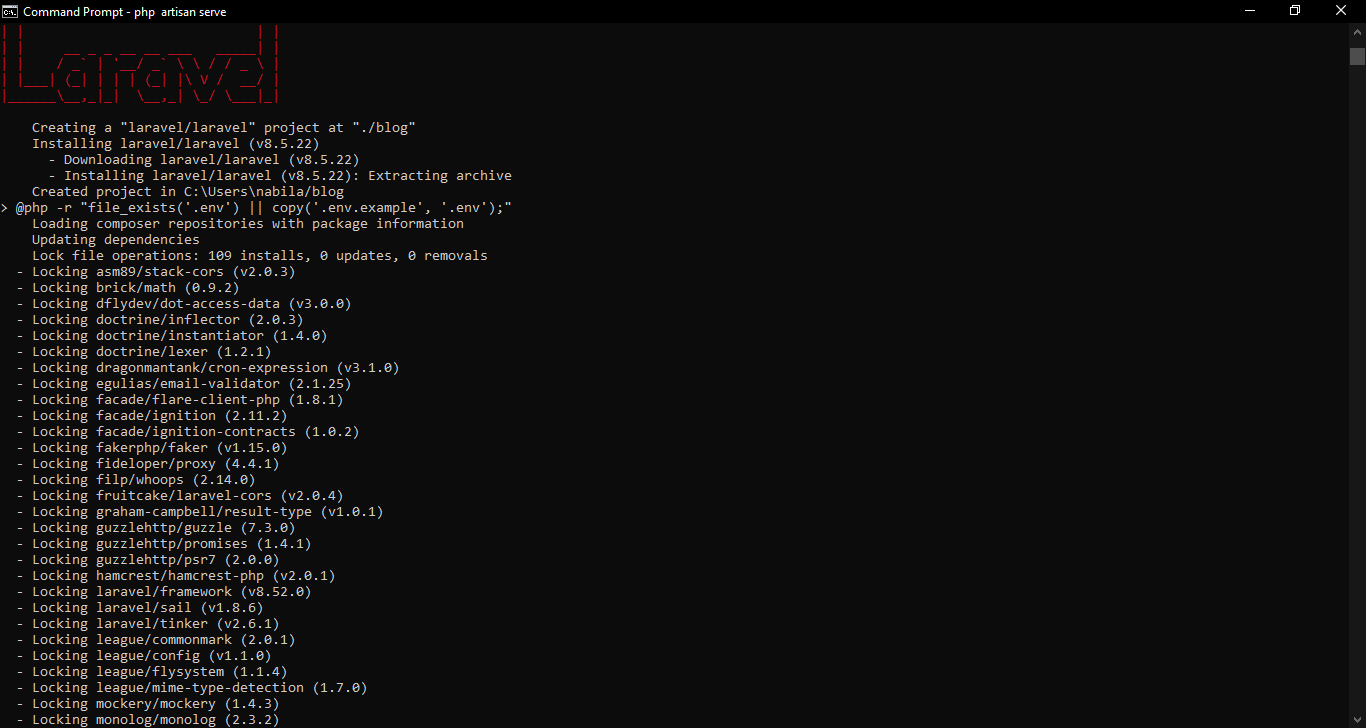 Command Prompt - php  artisan serve
Laravel
Creating a "laravel/laravel" project at "./blog"
Installing laravel/laravel (v8.5.22)
- Downloading laravel/laravel (v8.5.22)
- Installing laravel/laravel (v8.5.22): Extracting archive
Created project in C:\Users\nabila/blog
> @php -r "file_exists('.env') || copy('.env.example', '.env');"
Loading composer repositories with package information
Updating dependencies
Lock file operations: 109 installs, 0 updates, 0 removals
- Locking asm89/stack-cors (v2.0.3)
- Locking brick/math (0.9.2)
- Locking dflydev/dot-access-data (v3.0.0)
- Locking doctrine/inflector (2.0.3)
- Locking doctrine/instantiator (1.4.0)
- Locking doctrine/lexer (1.2.1)
- Locking dragonmantank/cron-expression (v3.1.0)
- Locking egulias/email-validator (2.1.25)
- Locking facade/flare-client-php (1.8.1)
- Locking facade/ignition (2.11.2)
- Locking facade/ignition-contracts (1.0.2)
- Locking fakerphp/faker (v1.15.0)
- Locking fideloper/proxy (4.4.1)
- Locking filp/whoops (2.14.0)
- Locking fruitcake/laravel-cors (v2.0.4)
- Locking graham-campbell/result-type (v1.0.1)
- Locking guzzlehttp/guzzle (7.3.0)
- Locking guzzlehttp/promises (1.4.1)
- Locking guzzlehttp/psr7 (2.0.0)
- Locking hamcrest/hamcrest-php (v2.0.1)
- Locking laravel/framework (v8.52.0)
- Locking laravel/sail (v1.8.6)
- Locking laravel/tinker (v2.6.1)
- Locking league/commonmark (2.0.1)
- Locking league/config (v1.1.0)
- Locking league/flysystem (1.1.4)
- Locking league/mime-type-detection (1.7.0)
- Locking mockery/mockery (1.4.3)
- Locking monolog/monolog (2.3.2)